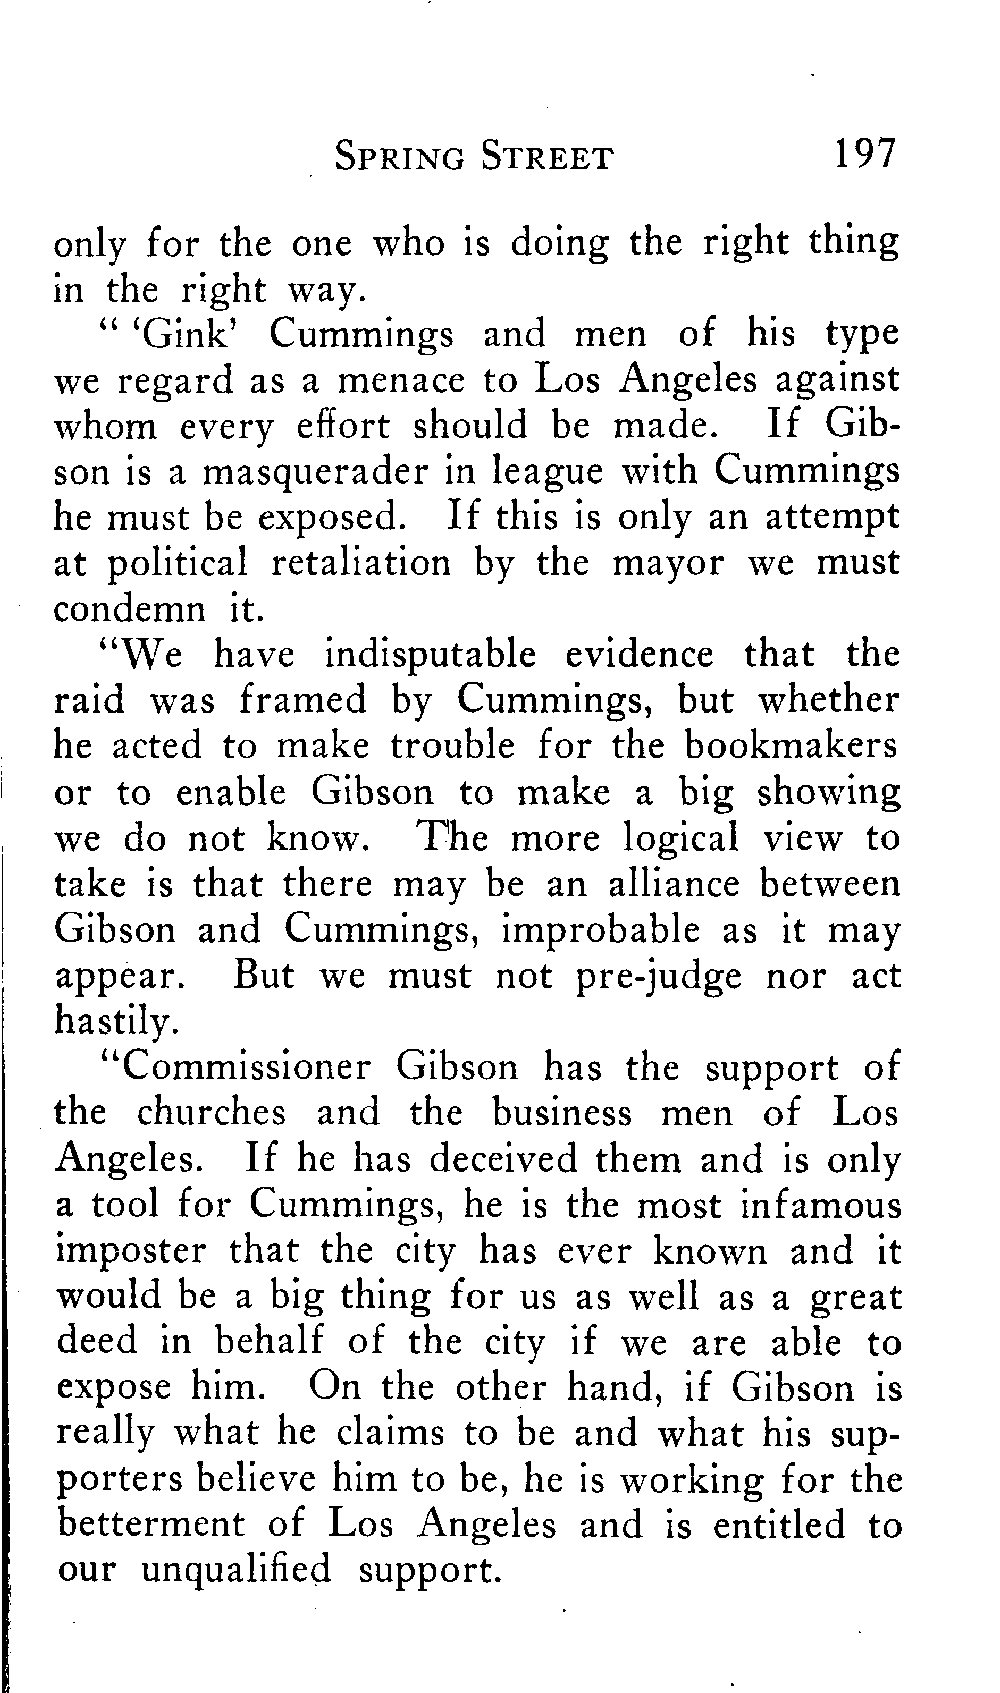 SPRING STREET 197
only for the one who is doing the right thing
in the right way.
“ ‘Gink’ Cummings and men of his type
we regard as a menace to Los Angeles against
whom every effort should be made. If Gib-
son is a masquerader in league with Cummings
he must be exposed. If this is only an attempt
at political retaliation by the mayor we must
condemn it.
“We have indisputable evidence that the
raid was framed by Cummings, but whether
he acted to make trouble for the bookmakers
or to enable Gibson to make a big showing
we do not know. The more logical view to
take is that there may be an alliance between
Gibson and Cummings, improbable as it may
appear. But we must not pre-judge nor act
hastily.
“Commissioner Gibson has the support of
the churches and the business men of Los
Angeles. If he has deceived them and is only
a tool for Cummings, he is the most infamous
imposter that the city has ever known and it
would be a big thing for us as well as a great
deed in behalf of the city if we are able to
expose him. On the other hand, if Gibson is
really what he claims to be and what his sup-
porters believe him to be, he is working for the
betterment of Los Angeles and is entitled to
our unqualified support.